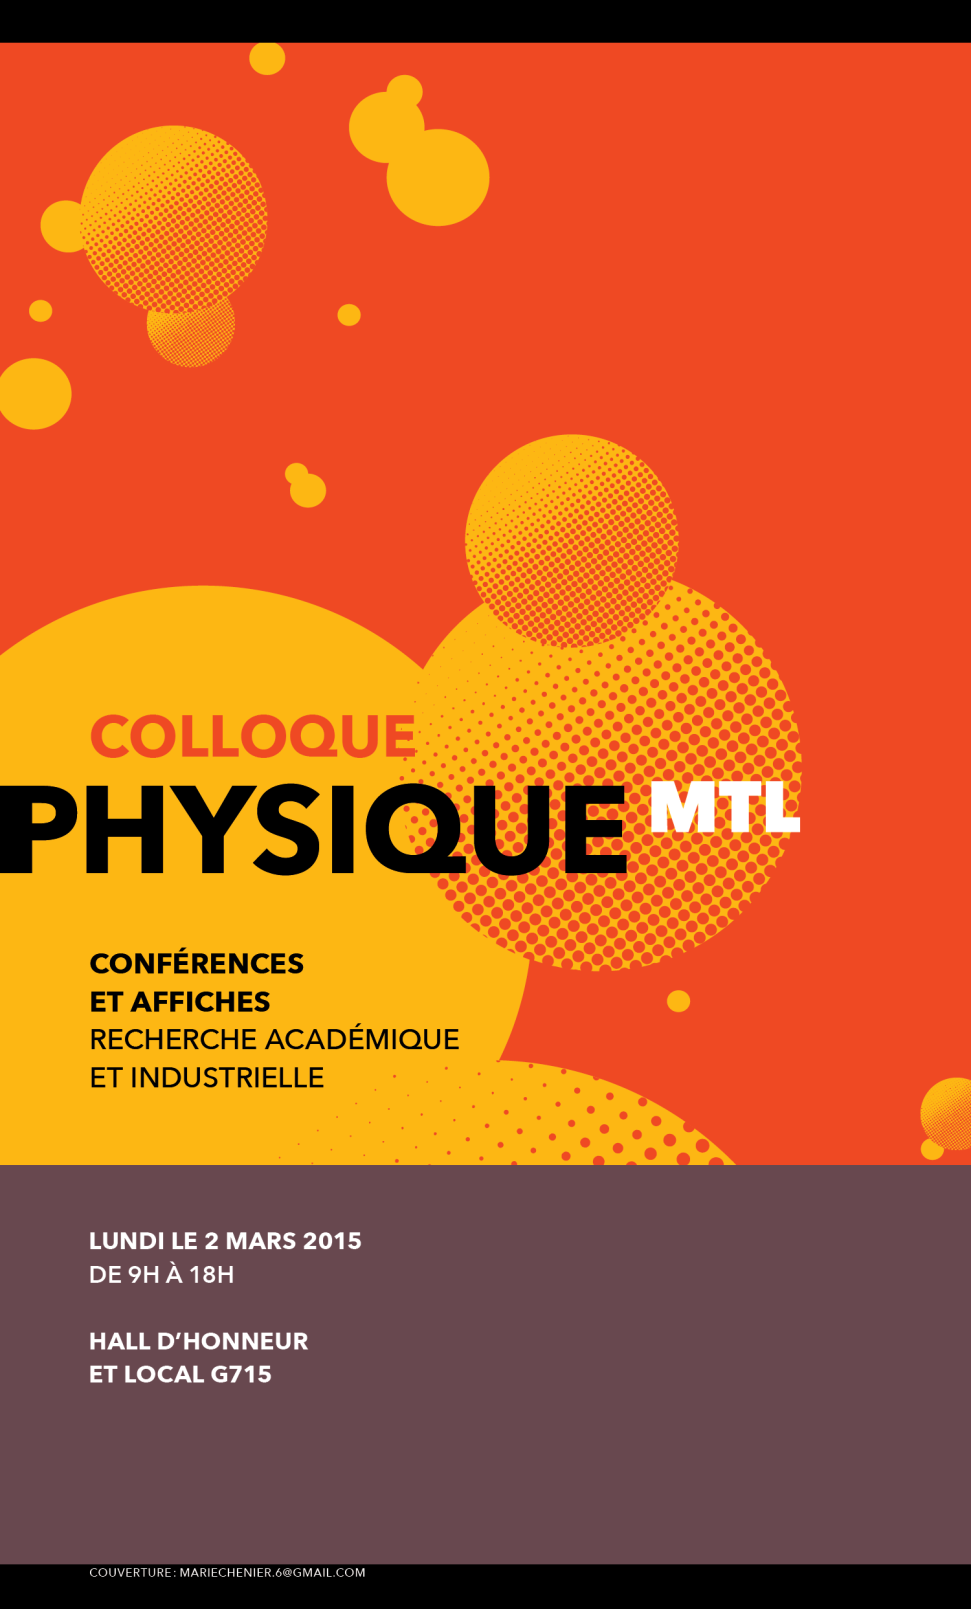 COLLOQUE
PHYSIQUE MTL
CONFÉRENCES
ET AFFICHES
RECHERCHE ACADÉMIQUE
ET INDUSTRIELLE
LUNDI LE 2 MARS 2015
DE 9H À 18H
HALL D’HONNEUR
ET LOCAL G715
COUVERTURE : MARIECHENIER.6@GMAIL.COM